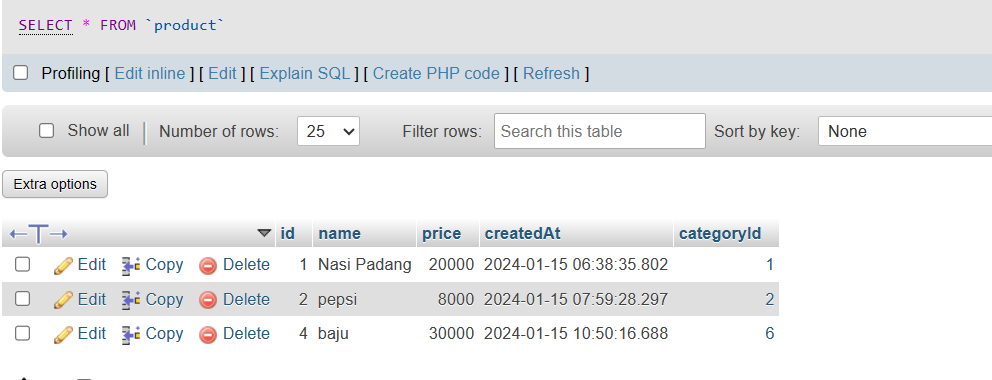 SELECT * FROM `product`
Profiling [ Edit inline ] [ Edit ] [ Explain SQL ] [ Create PHP code ] [ Refresh ]
Show all Number of rows: 25 Filter rows: Search this table Sort by key: None
Extra options
id name price createdAt categoryId
Edit Copy Delete 1 Nasi Padang 20000 2024-01-15 06:38:35.802 1
Edit Copy Delete 2 pepsi 8000 2024-01-15 07:59:28.297 2
Edit Copy Delete 4 baju 30000 2024-01-15 10:50:16.688 6